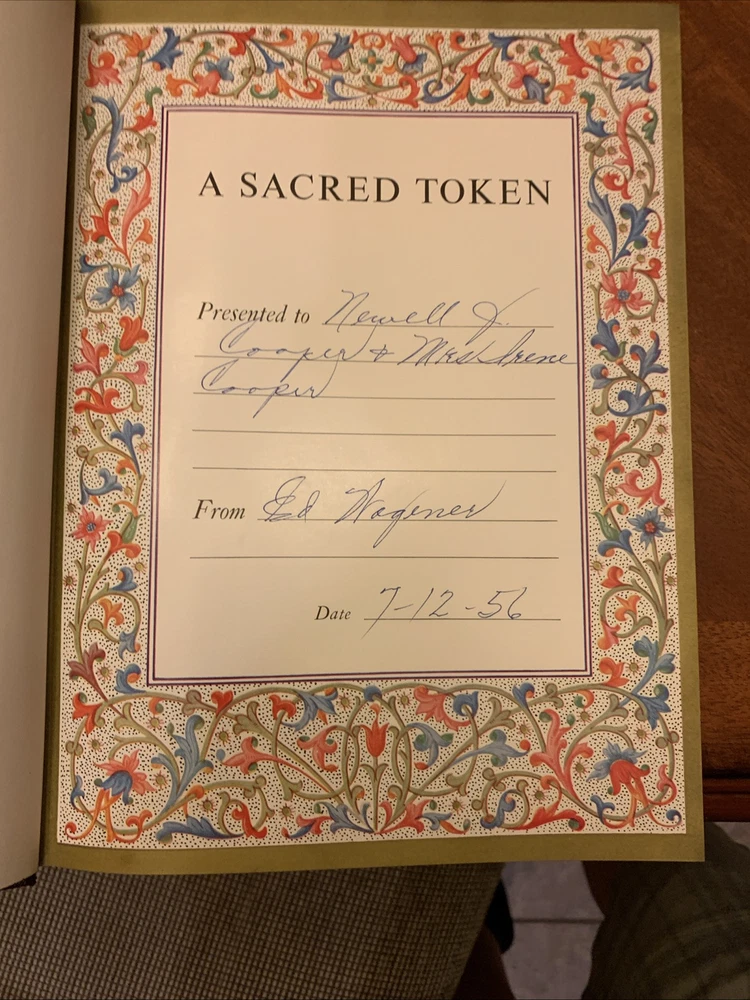 A SACRED TOKEN
Presented to Newell J.
Cooper & Mrs Irene
Cooper
From Ed Wagener
Date 7-12-56